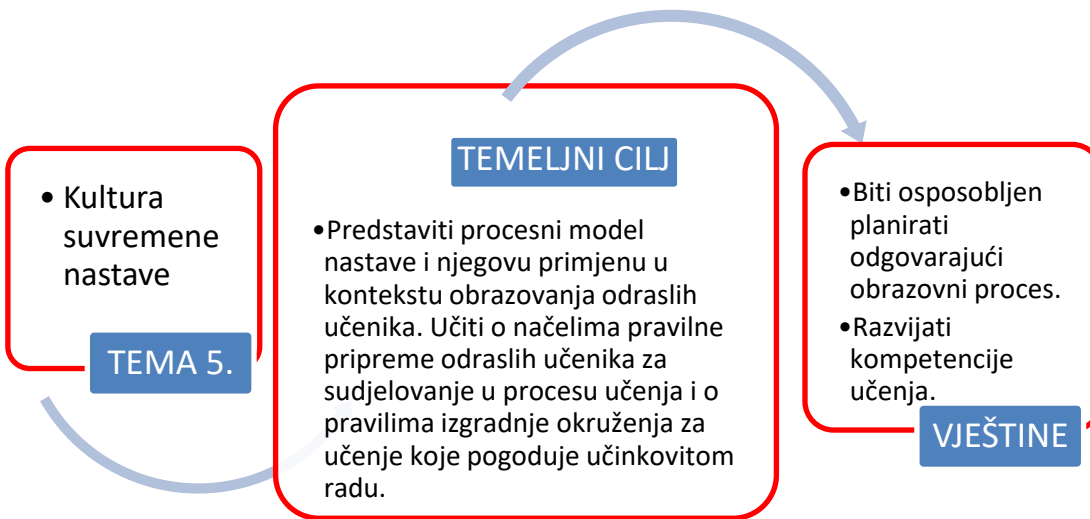 • Kultura
suvremene
nastave
TEMA 5.
TEMELJNI CILJ
•Predstaviti procesni model
nastave i njegovu primjenu u
kontekstu obrazovanja odraslih
učenika. Učiti o načelima pravilne
pripreme odraslih učenika za
sudjelovanje u procesu učenja i o
pravilima izgradnje okruženja za
učenje koje pogoduje učinkovitom
radu.
•Biti osposobljen
planirati
odgovarajući
obrazovni proces.
•Razvijati
kompetencije
učenja.
VJEŠTINE